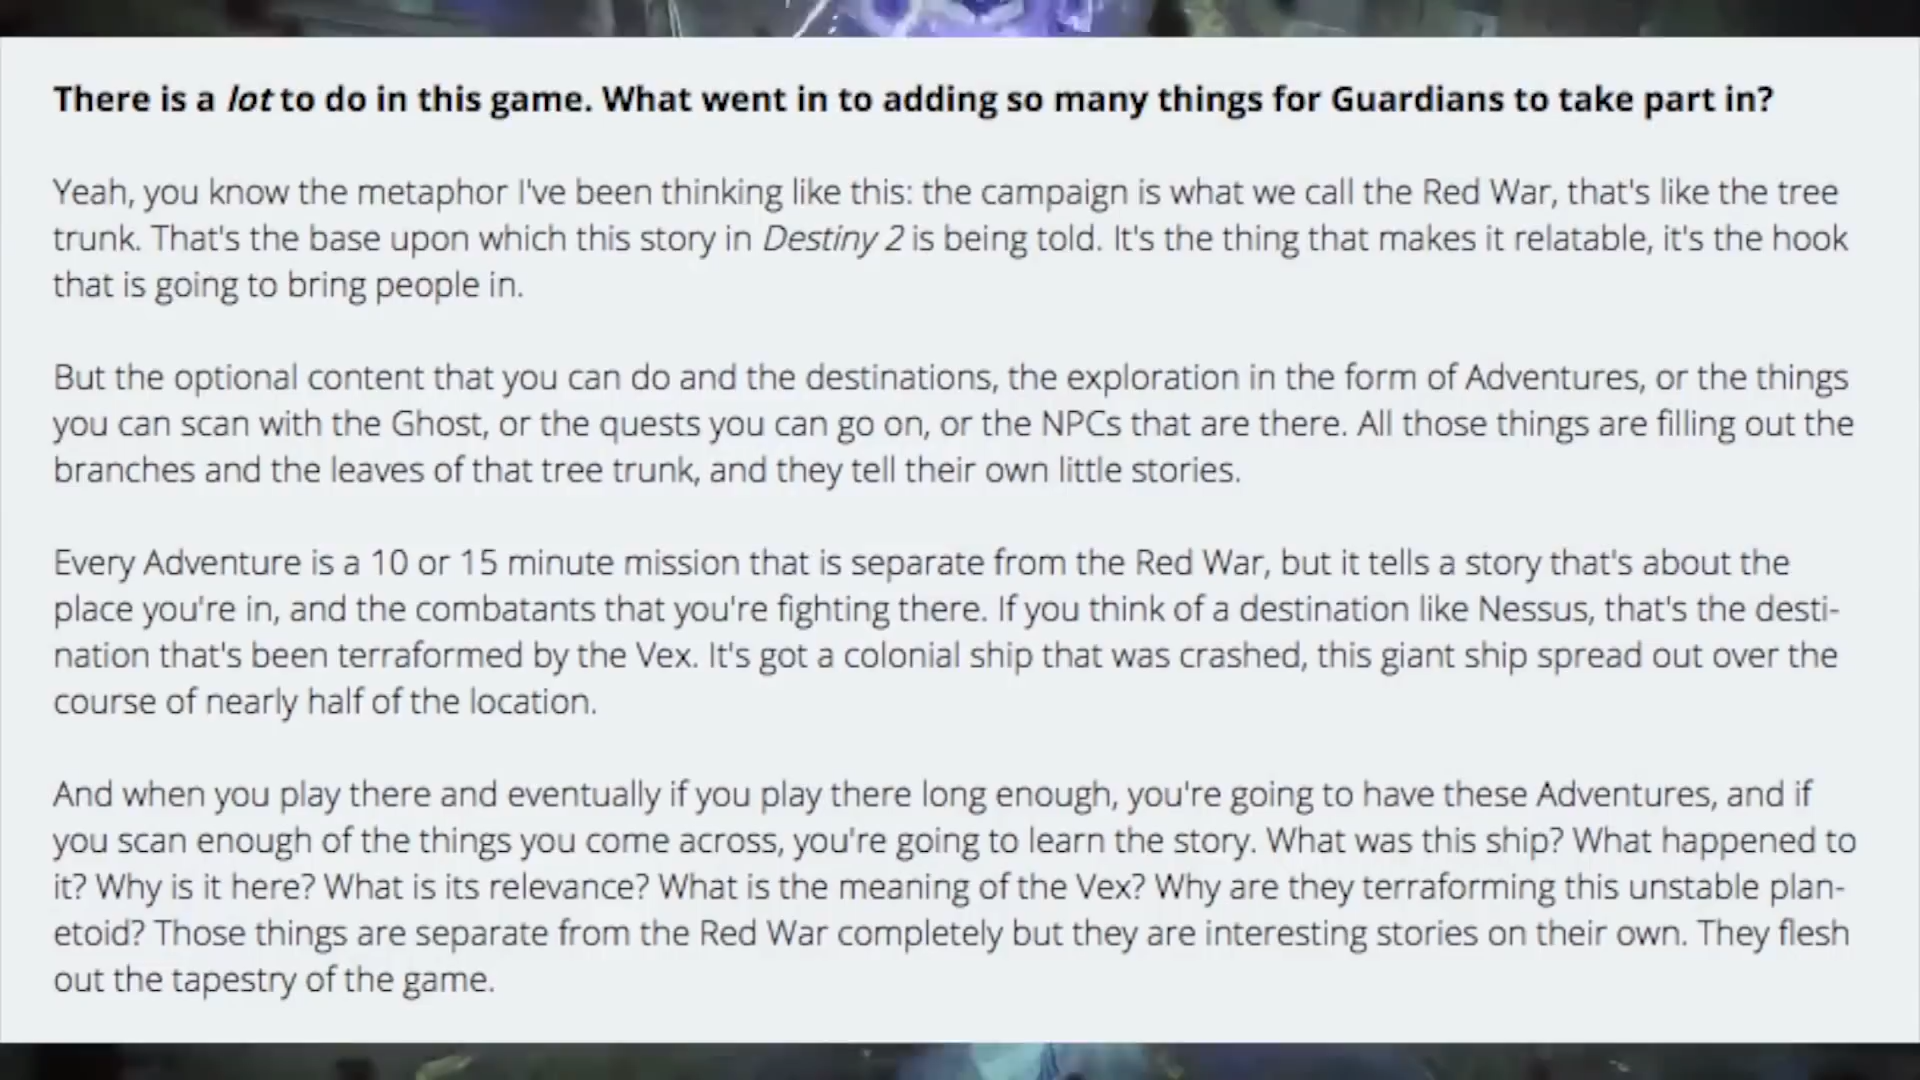 There is a lot to do in this game. What went in to adding so many things for Guardians to take part in?
Yeah, you know the metaphor I've been thinking like this: the campaign is what we call the Red War, that's like the tree
trunk. That's the base upon which this story in Destiny 2 is being told. It's the thing that makes it relatable, it's the hook
that is going to bring people in.
But the optional content that you can do and the destinations, the exploration in the form of Adventures, or the things
you can scan with the Ghost, or the quests you can go on, or the NPCs that are there. All those things are filling out the
branches and the leaves of that tree trunk, and they tell their own little stories.
Every Adventure is a 10 or 15 minute mission that is separate from the Red War, but it tells a story that's about the
place you're in, and the combatants that you're fighting there. If you think of a destination like Nessus, that's the desti-
nation that's been terraformed by the Vex. It's got a colonial ship that was crashed, this giant ship spread out over the
course of nearly half of the location.
And when you play there and eventually if you play there long enough, you're going to have these Adventures, and if
you scan enough of the things you come across, you're going to learn the story. What was this ship? What happened to
it? Why is it here? What is its relevance? What is the meaning of the Vex? Why are they terraforming this unstable plan-
etoid? Those things are separate from the Red War completely but they are interesting stories on their own. They flesh
out the tapestry of the game.